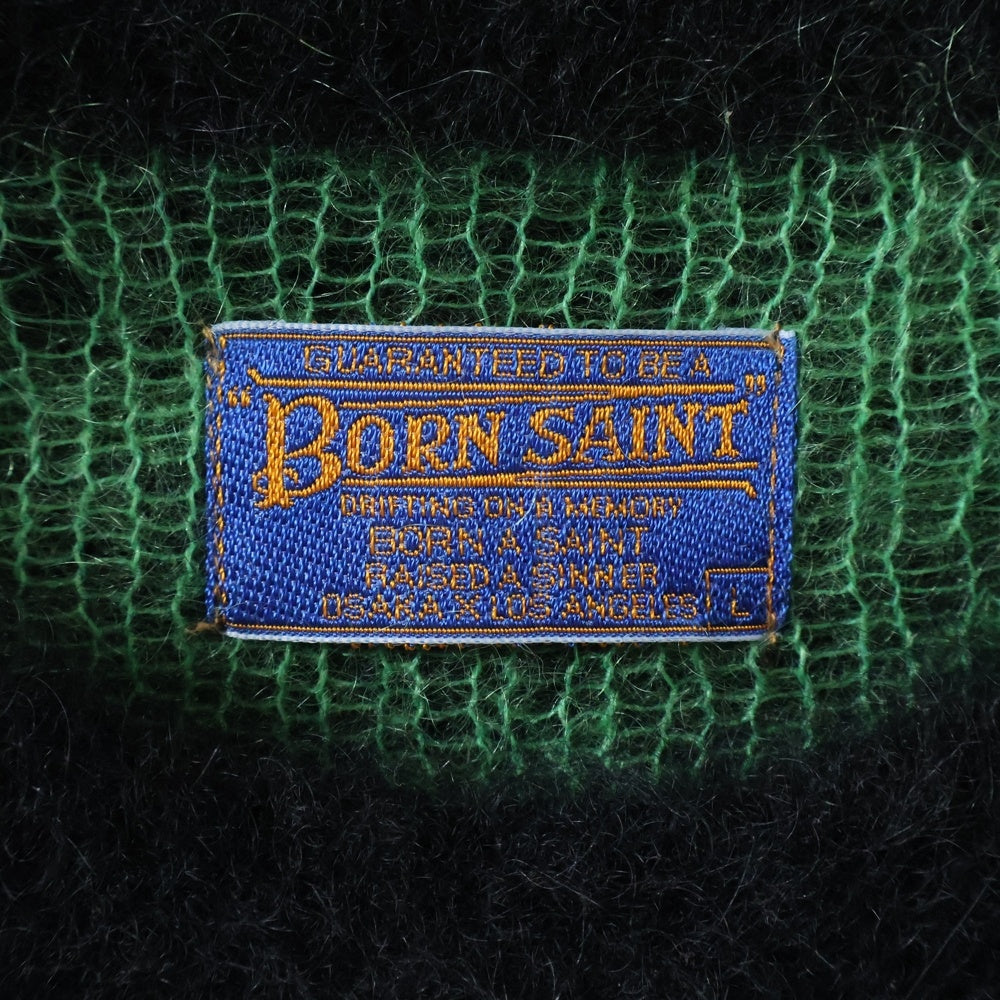 GUARANTEED TO BE A
"BORN SAINT"
DRIFTING ON A MEMORY
BORN A SAINT
RAISED A SINNER
OSAKA X LOS ANGELES
L